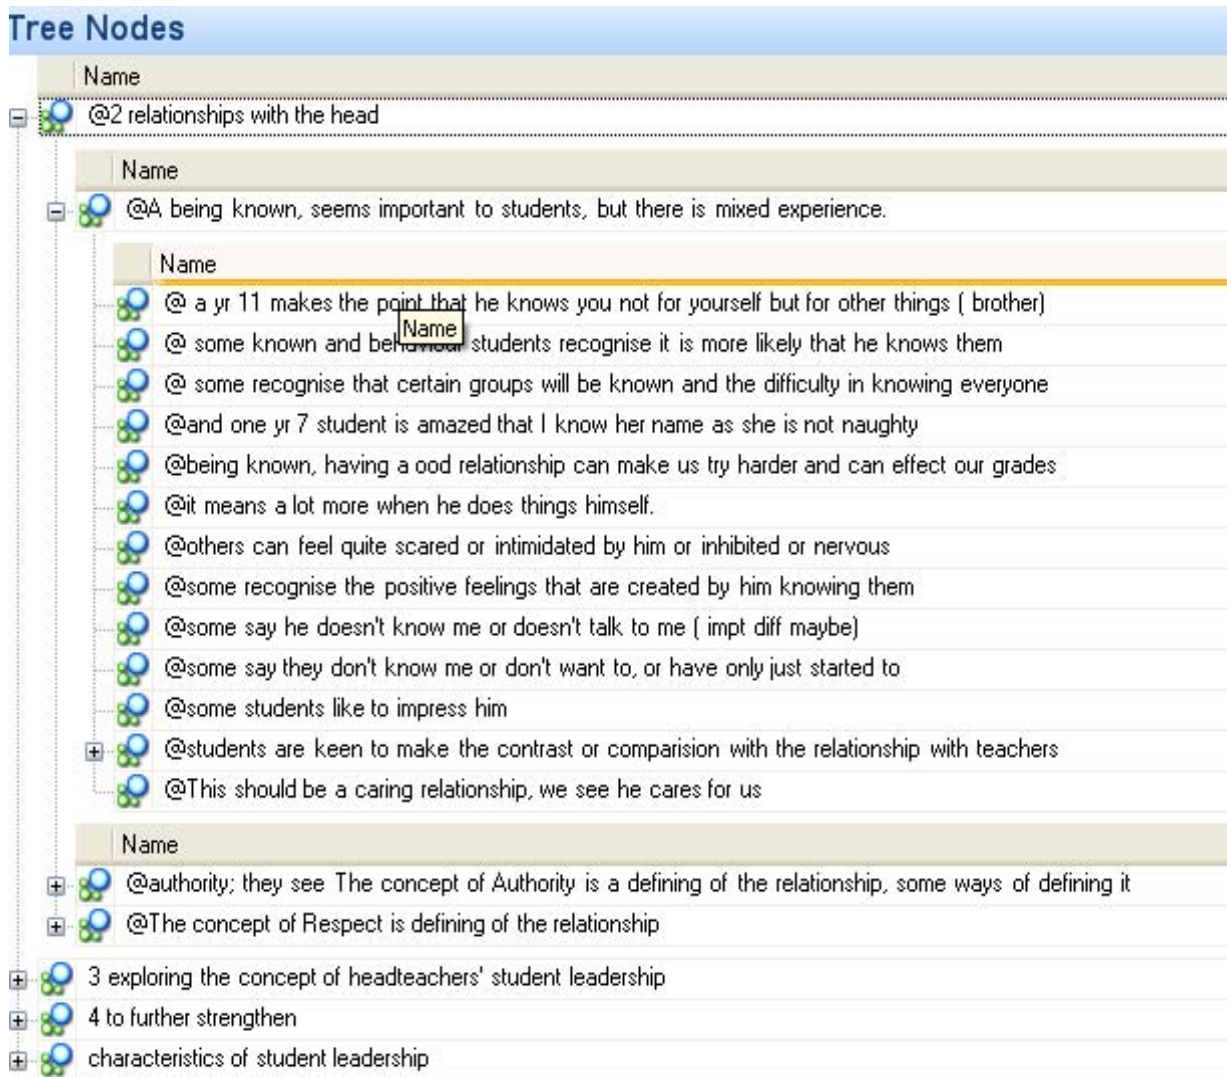 Tree Nodes
Name
@2 relationships with the head
Name
@A being known, seems important to students, but there is mixed experience.
Name
@ a yr 11 makes the point that he knows you not for yourself but for other things ( brother)
Name
@ some known and behaviour students recognise it is more likely that he knows them
@ some recognise that certain groups will be known and the difficulty in knowing everyone
@and one yr 7 student is amazed that I know her name as she is not naughty
@being known, having a ood relationship can make us try harder and can effect our grades
@it means a lot more when he does things himself.
@others can feel quite scared or intimidated by him or inhibited or nervous
@some recognise the positive feelings that are created by him knowing them
@some say he doesn't know me or doesn't talk to me ( impt diff maybe)
@some say they don't know me or don't want to, or have only just started to
@some students like to impress him
@students are keen to make the contrast or comparision with the relationship with teachers
@This should be a caring relationship, we see he cares for us
Name
@authority; they see The concept of Authority is a defining of the relationship, some ways of defining it
@The concept of Respect is defining of the relationship
3 exploring the concept of headteachers' student leadership
4 to further strengthen
characteristics of student leadership